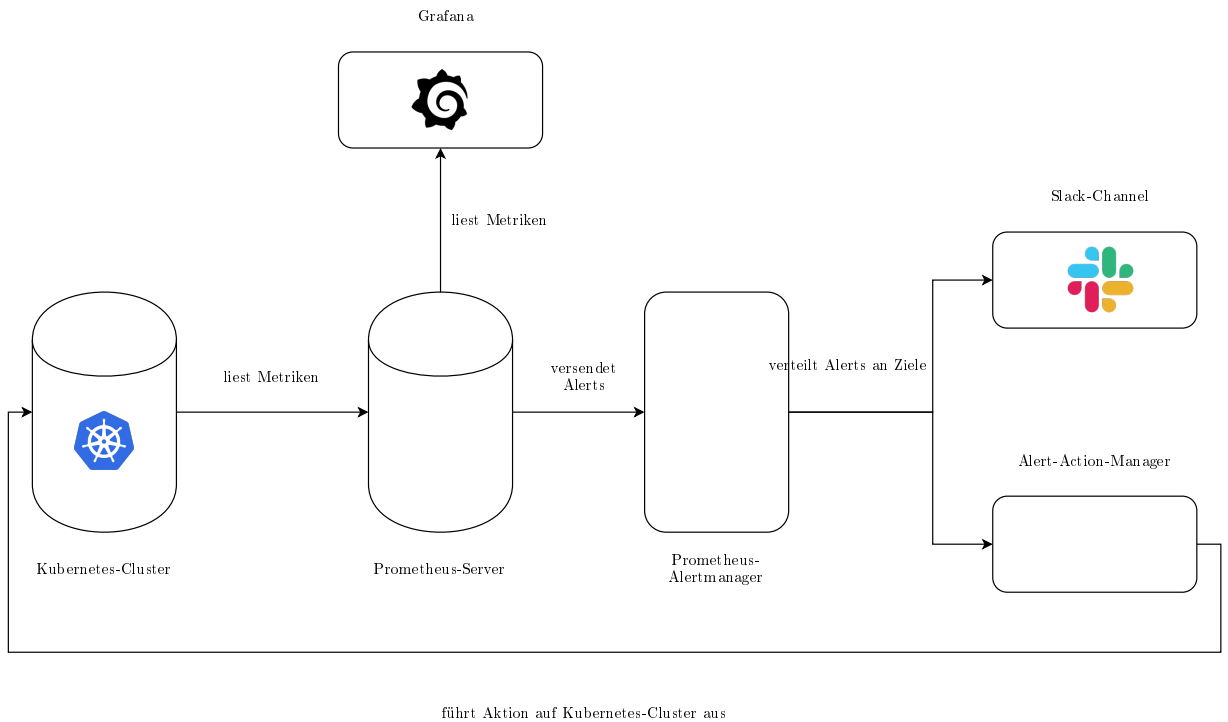 Grafana
liest Metriken
Slack-Channel
liest Metriken
versendet
Alerts
verteilt Alerts an Ziele
Alert-Action-Manager
Kubernetes-Cluster
Prometheus-Server
Prometheus-
Alertmanager
führt Aktion auf Kubernetes-Cluster aus